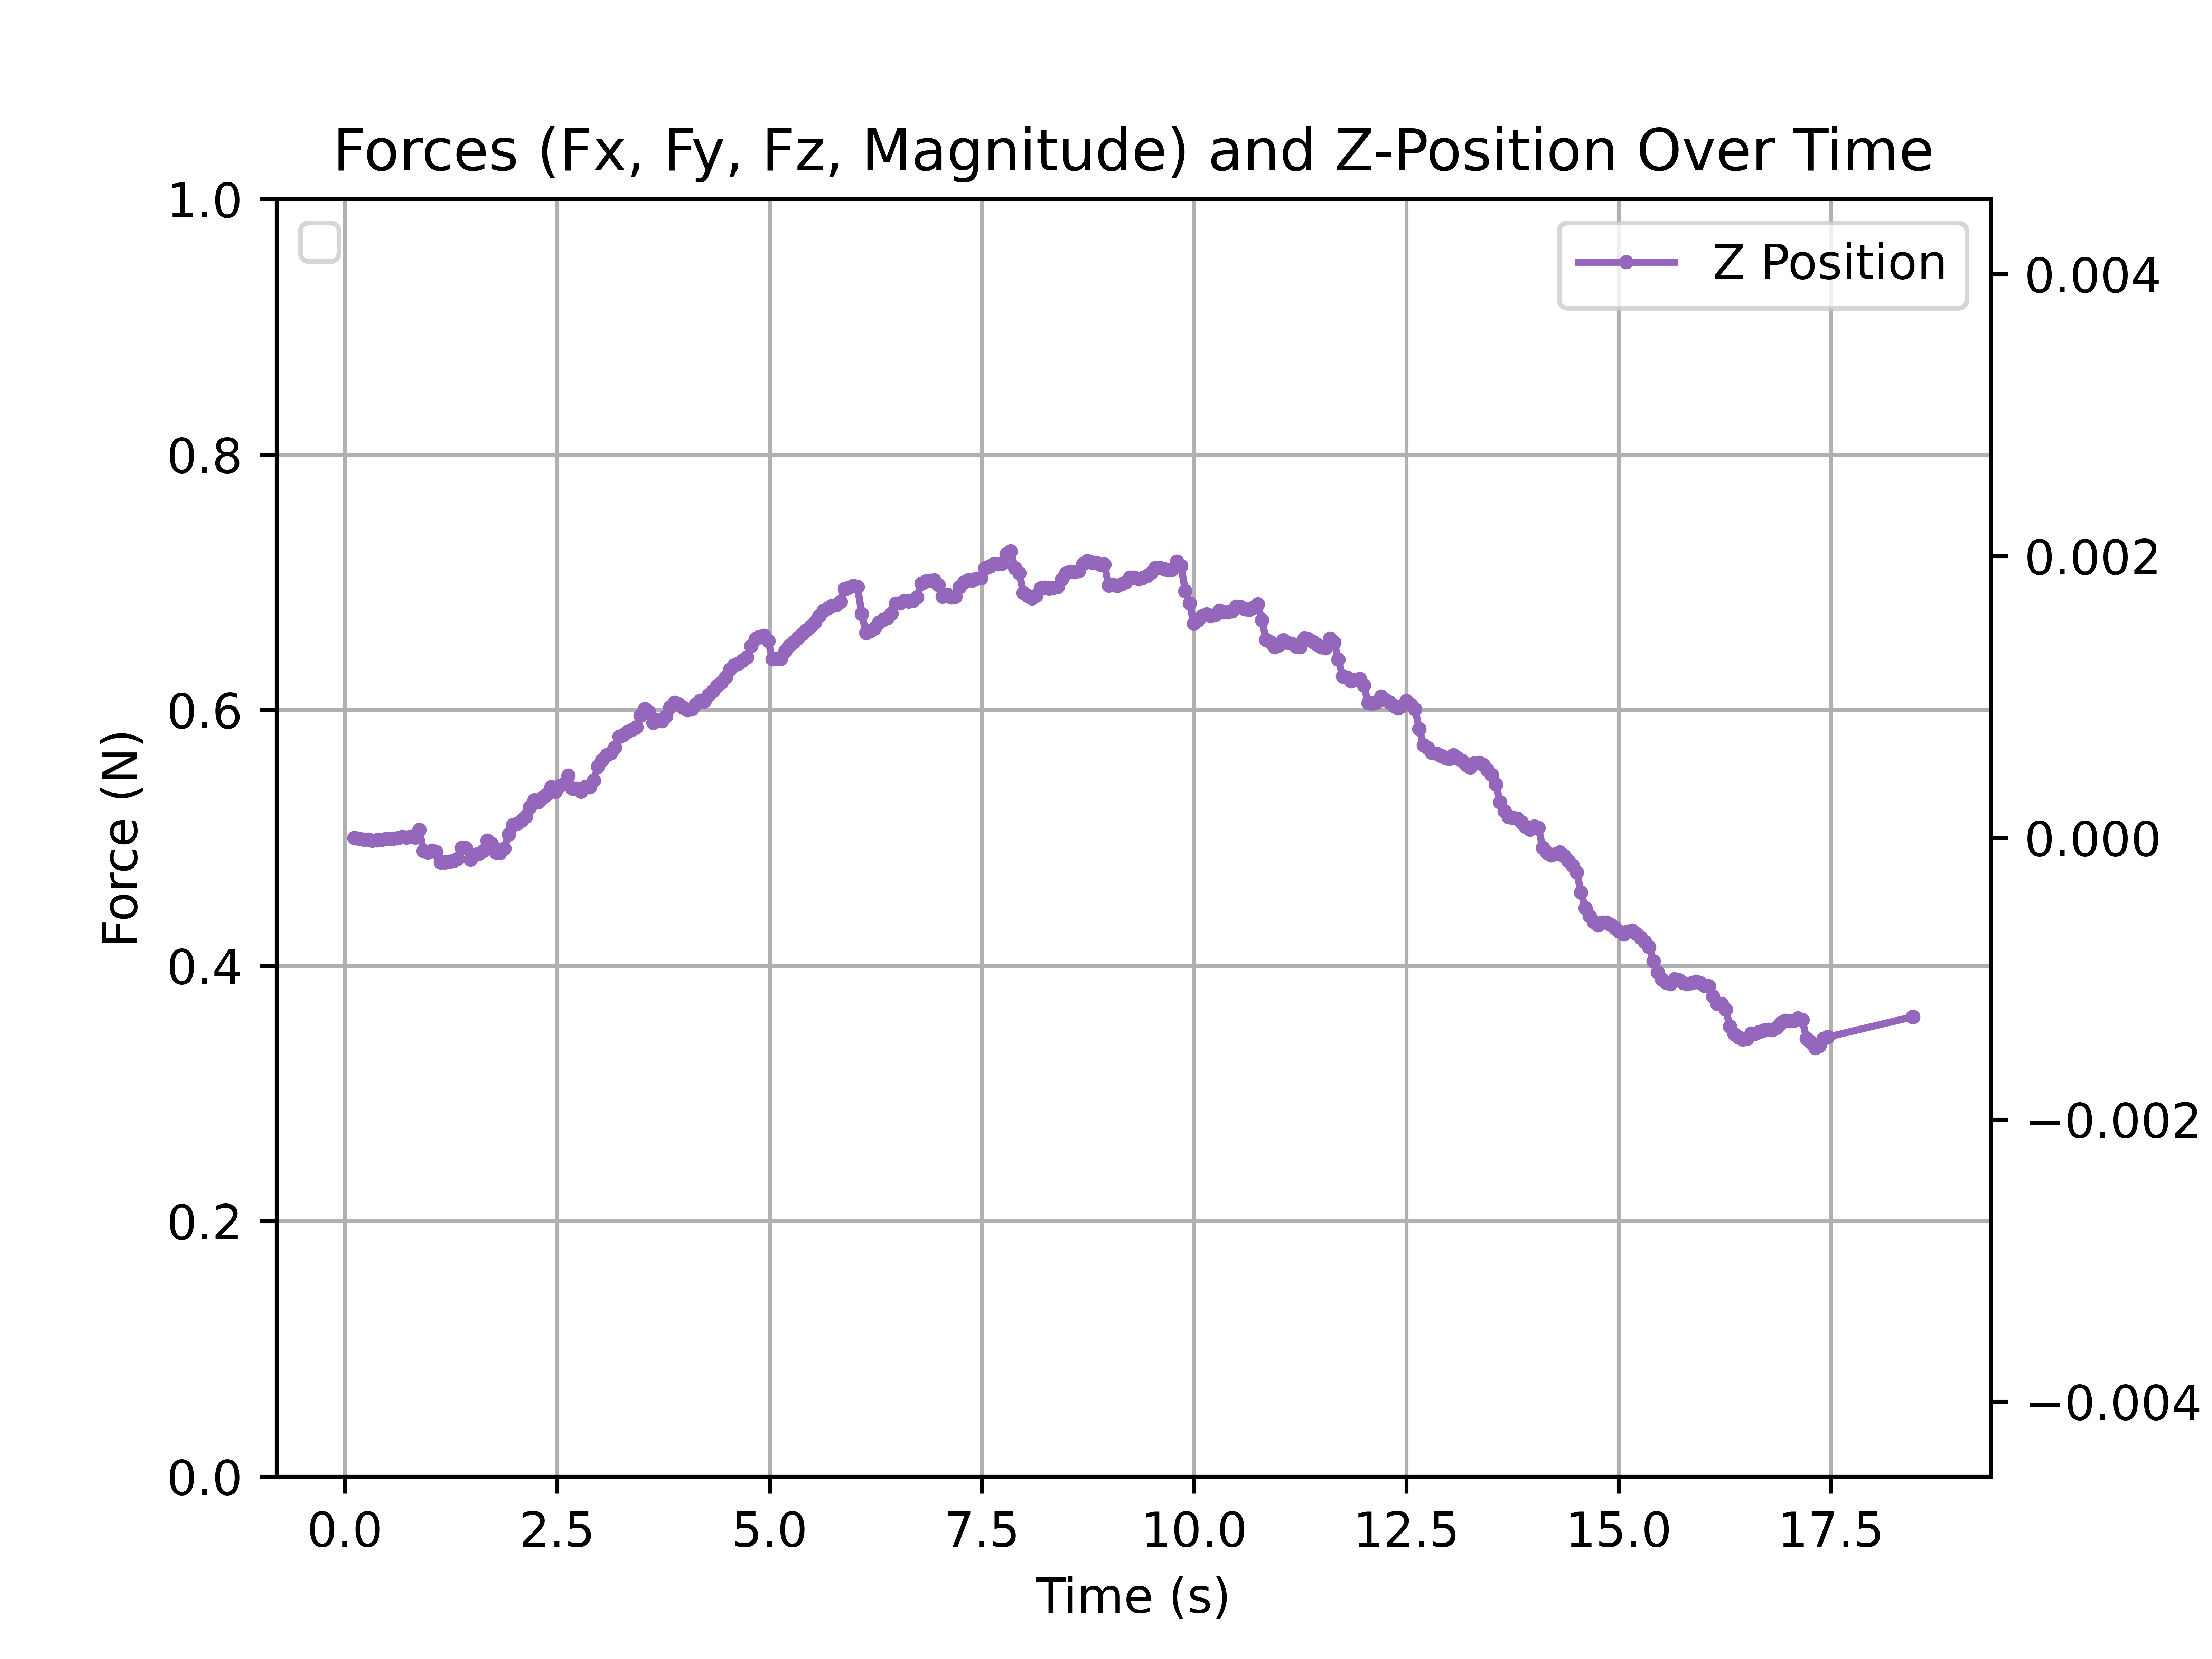 Forces (Fx, Fy, Fz, Magnitude) and Z-Position Over Time
1.0
0.8
0.6
0.4
0.2
0.0
Force (N)
Z Position
0.004
0.002
0.000
−0.002
−0.004
0.0 2.5 5.0 7.5 10.0 12.5 15.0 17.5
Time (s)